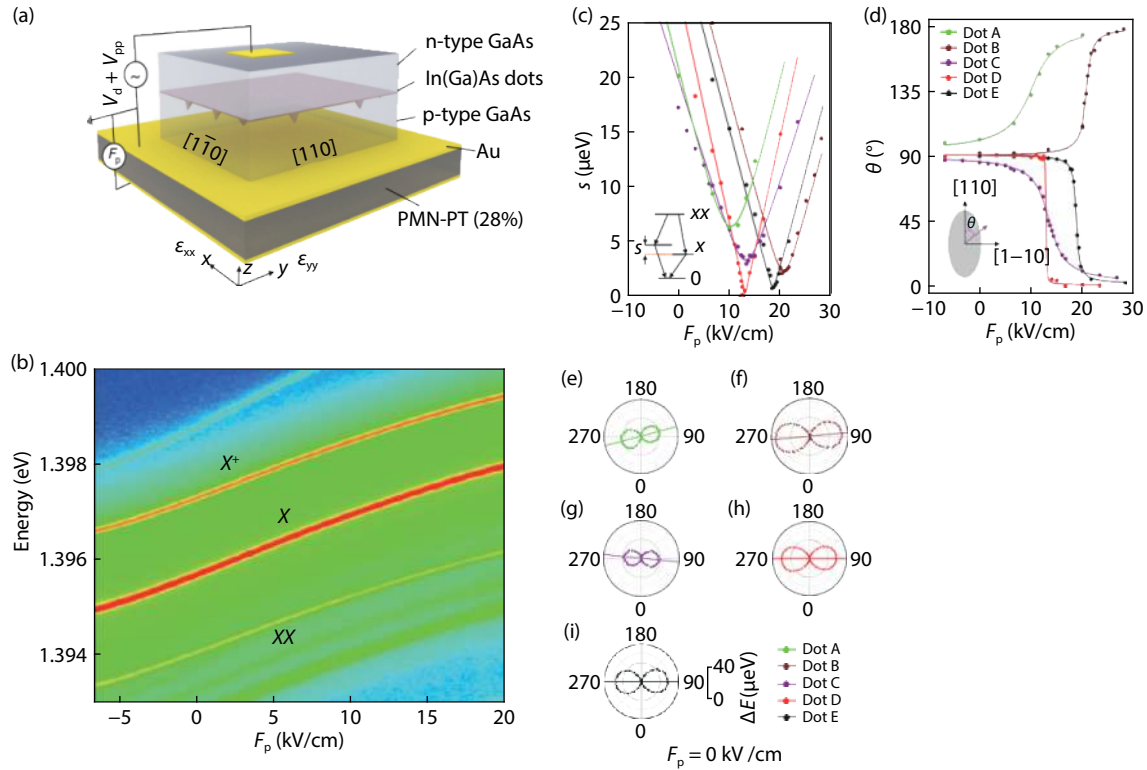 (a)
n-type GaAs
In(Ga)As dots
p-type GaAs
Au
PMN-PT (28%)
V_d + V_pp
~
F_p
[11̄0]
[110]
ε_xx
x
z
y
ε_yy
(b)
1.400
1.398
1.396
1.394
Energy (eV)
X⁺
X
XX
−5
0
5
10
15
20
F_p (kV/cm)
(c)
25
20
15
10
5
0
s (μeV)
XX
s
X
0
−10
0
10
20
30
F_p (kV/cm)
(d)
180
135
90
45
0
θ (°)
Dot A
Dot B
Dot C
Dot D
Dot E
[110]
θ
[1−10]
−10
0
10
20
30
F_p (kV/cm)
(e)
180
270
90
0
(f)
180
270
90
0
(g)
180
270
90
0
(h)
180
270
90
0
(i)
180
270
90
0
40
0
ΔE (μeV)
Dot A
Dot B
Dot C
Dot D
Dot E
F_p = 0 kV /cm